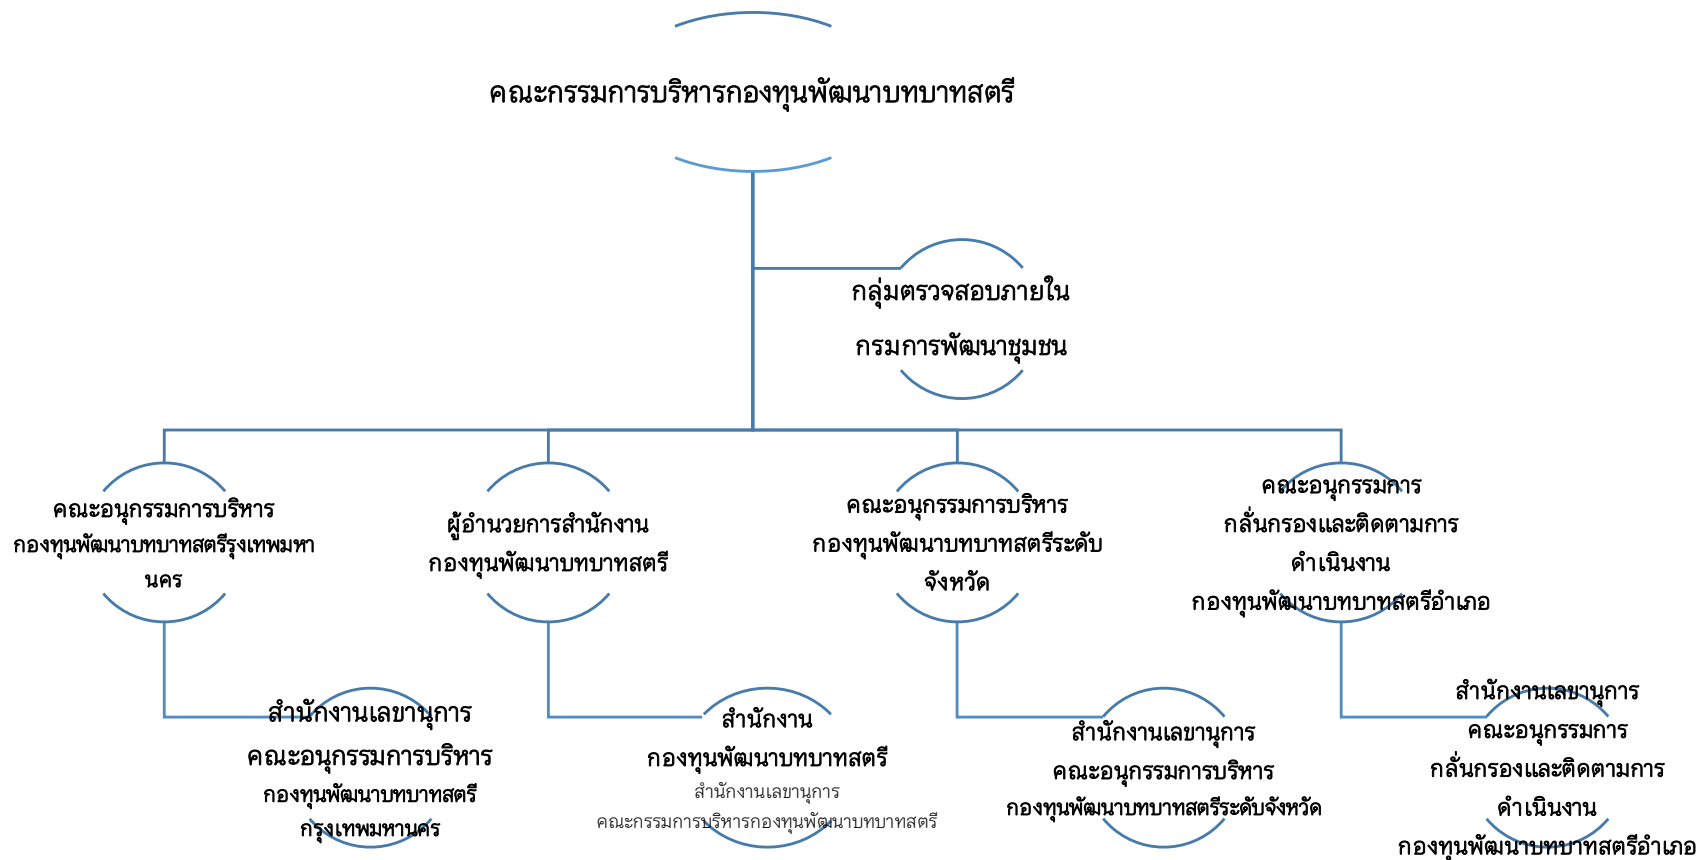 คณะกรรมการบริหารกองทุนพัฒนาบทบาทสตรี
กลุ่มตรวจสอบภายใน
กรมการพัฒนาชุมชน
คณะอนุกรรมการบริหาร
กองทุนพัฒนาบทบาทสตรีรุงเทพมหา
นคร
ผู้อำนวยการสำนักงาน
กองทุนพัฒนาบทบาทสตรี
คณะอนุกรรมการบริหาร
กองทุนพัฒนาบทบาทสตรีระดับ
จังหวัด
คณะอนุกรรมการ
กลั่นกรองและติดตามการ
ดำเนินงาน
กองทุนพัฒนาบทบาทสตรีอำเภอ
สำนักงานเลขานุการ
คณะอนุกรรมการบริหาร
กองทุนพัฒนาบทบาทสตรี
กรุงเทพมหานคร
สำนักงาน
กองทุนพัฒนาบทบาทสตรี
สำนักงานเลขานุการ
คณะกรรมการบริหารกองทุนพัฒนาบทบาทสตรี
สำนักงานเลขานุการ
คณะอนุกรรมการบริหาร
กองทุนพัฒนาบทบาทสตรีระดับจังหวัด
สำนักงานเลขานุการ
คณะอนุกรรมการ
กลั่นกรองและติดตามการ
ดำเนินงาน
กองทุนพัฒนาบทบาทสตรีอำเภอ